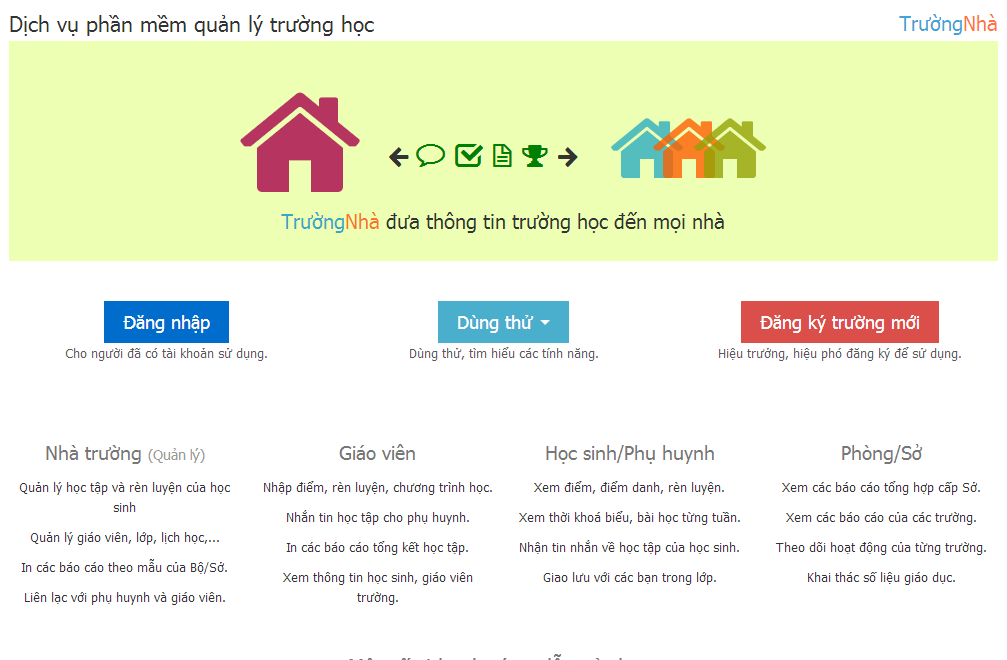 Dịch vụ phần mềm quản lý trường học
TrườngNhà
TrườngNhà đưa thông tin trường học đến mọi nhà
Đăng nhập
Cho người đã có tài khoản sử dụng.
Dùng thử
Dùng thử, tìm hiểu các tính năng.
Đăng ký trường mới
Hiệu trưởng, hiệu phó đăng ký để sử dụng.
Nhà trường (Quản lý)
Quản lý học tập và rèn luyện của học
sinh
Quản lý giáo viên, lớp, lịch học,...
In các báo cáo theo mẫu của Bộ/Sở.
Liên lạc với phụ huynh và giáo viên.
Giáo viên
Nhập điểm, rèn luyện, chương trình học.
Nhắn tin học tập cho phụ huynh.
In các báo cáo tổng kết học tập.
Xem thông tin học sinh, giáo viên
trường.
Học sinh/Phụ huynh
Xem điểm, điểm danh, rèn luyện.
Xem thời khoá biểu, bài học từng tuần.
Nhận tin nhắn về học tập của học sinh.
Giao lưu với các bạn trong lớp.
Phòng/Sở
Xem các báo cáo tổng hợp cấp Sở.
Xem các báo cáo của các trường.
Theo dõi hoạt động của từng trường.
Khai thác số liệu giáo dục.